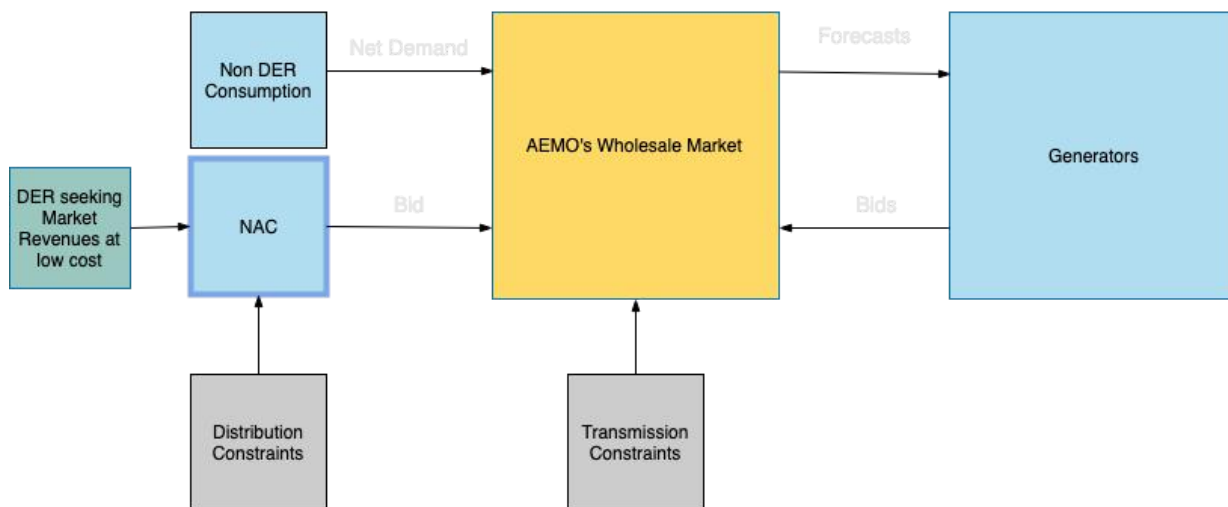 Non DER
Consumption
Net Demand
AEMO's Wholesale Market
Forecasts
Generators
DER seeking
Market
Revenues at
low cost
NAC
Bid
Bids
Distribution
Constraints
Transmission
Constraints